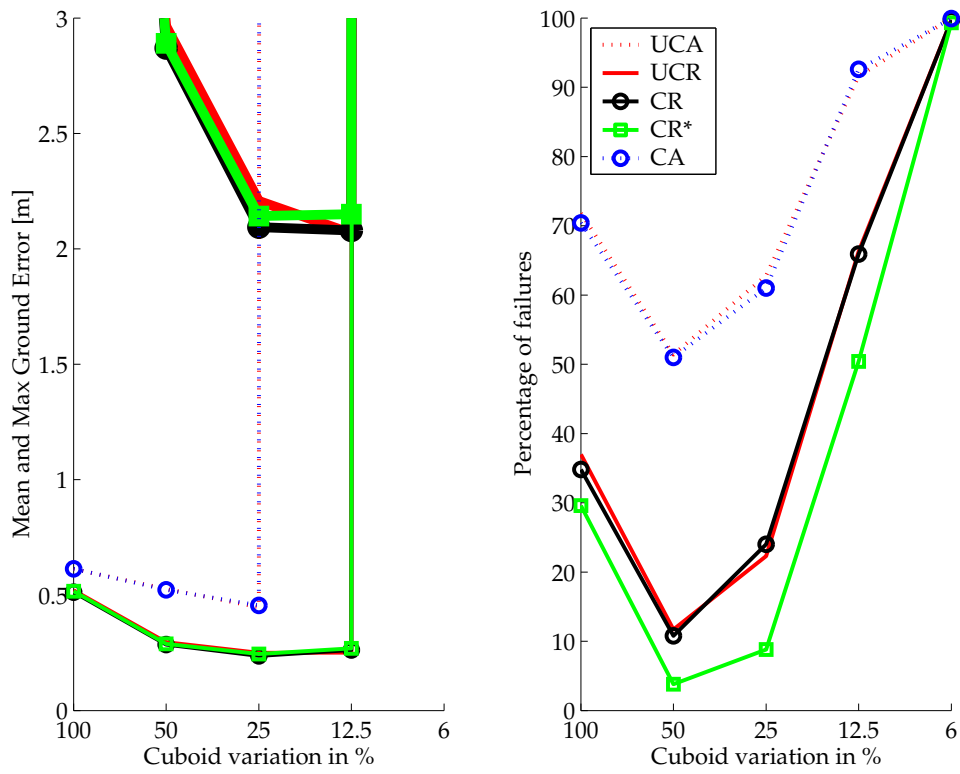 Mean and Max Ground Error [m]
3
2.5
2
1.5
1
0.5
0
100 50 25 12.5 6
Cuboid variation in %
Percentage of failures
100
90
80
70
60
50
40
30
20
10
0
UCA
UCR
CR
CR*
CA
100 50 25 12.5 6
Cuboid variation in %